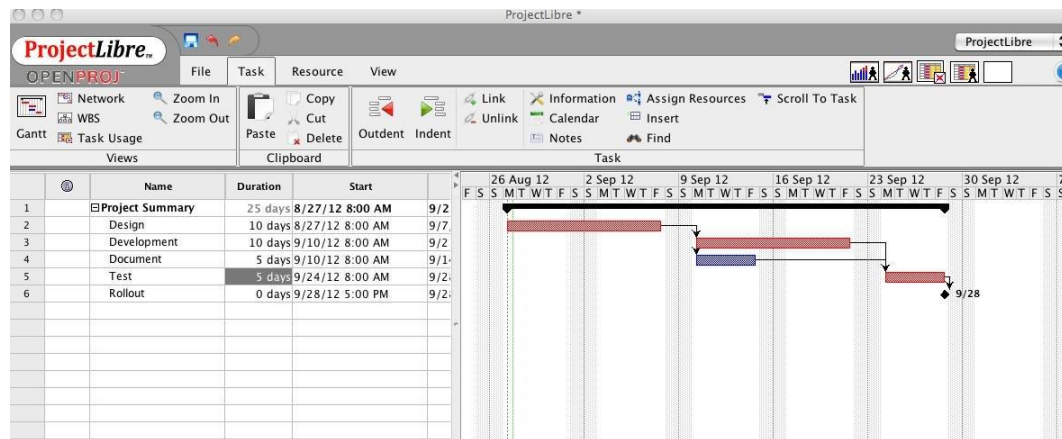 ProjectLibre *
ProjectLibre™
ProjectLibre
OPENPROJ
File Task Resource View
Network Zoom In Copy Link Information Assign Resources Scroll To Task
WBS Zoom Out Cut Unlink Calendar Insert
Gantt Task Usage Paste Delete Outdent Indent Notes Find
Views Clipboard Task
Name Duration Start 26 Aug 12 2 Sep 12 9 Sep 12 16 Sep 12 23 Sep 12 30 Sep 12 7
F S S M T W T F S S M T W T F S S M T W T F S S M T W T F S S M T W T F S S M T W T F S S
1 Project Summary 25 days 8/27/12 8:00 AM 9/2
2 Design 10 days 8/27/12 8:00 AM 9/7
3 Development 10 days 9/10/12 8:00 AM 9/2
4 Document 5 days 9/10/12 8:00 AM 9/1
5 Test 5 days 9/24/12 8:00 AM 9/2
6 Rollout 0 days 9/28/12 5:00 PM 9/2 9/28